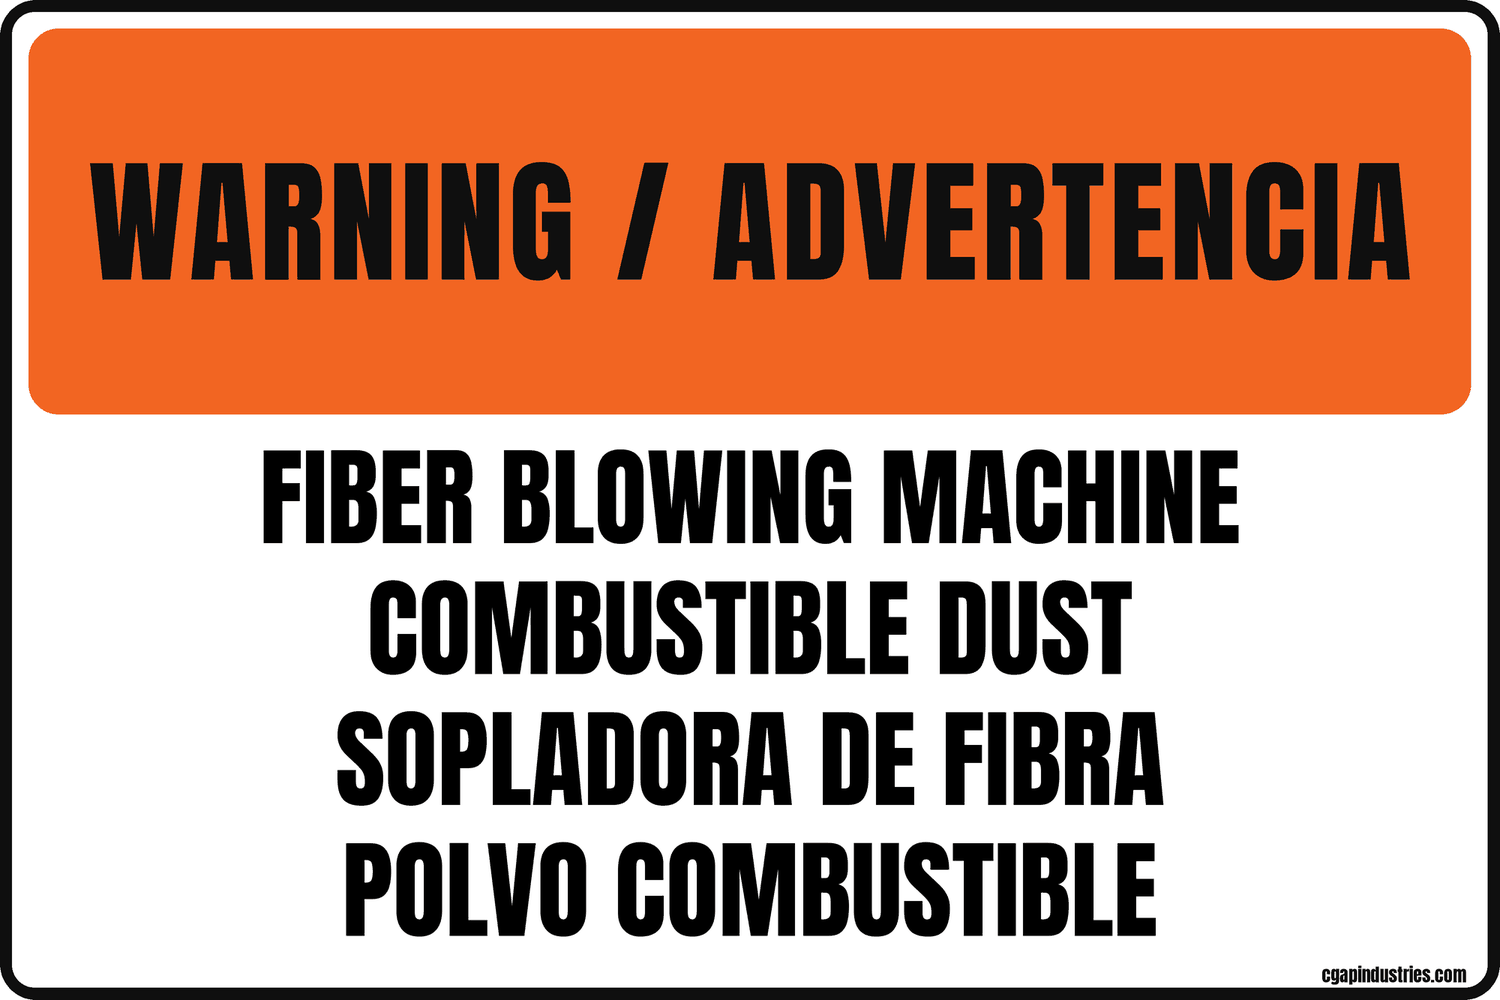 WARNING / ADVERTENCIA
FIBER BLOWING MACHINE
COMBUSTIBLE DUST
SOPLADORA DE FIBRA
POLVO COMBUSTIBLE
cgapindustries.com